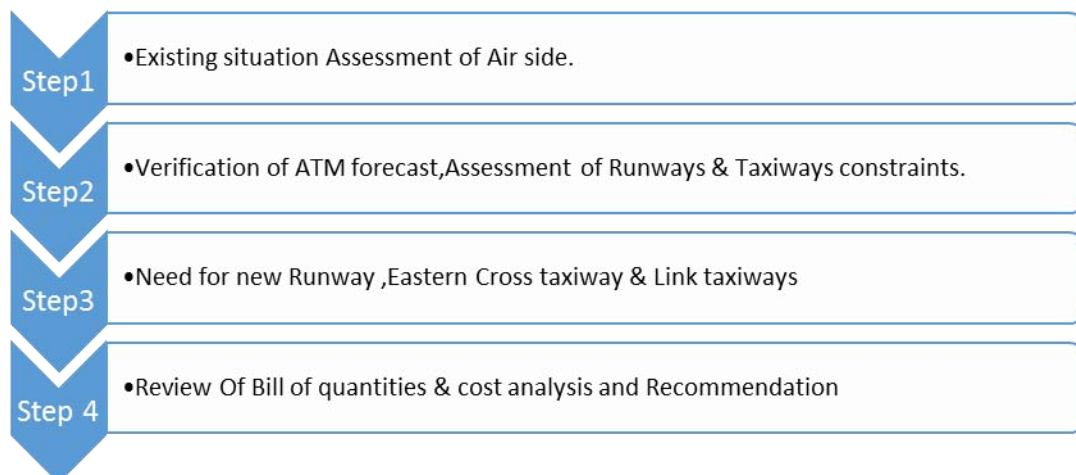 Step1
•Existing situation Assessment of Air side.
Step2
•Verification of ATM forecast,Assessment of Runways & Taxiways constraints.
Step3
•Need for new Runway ,Eastern Cross taxiway & Link taxiways
Step 4
•Review Of Bill of quantities & cost analysis and Recommendation